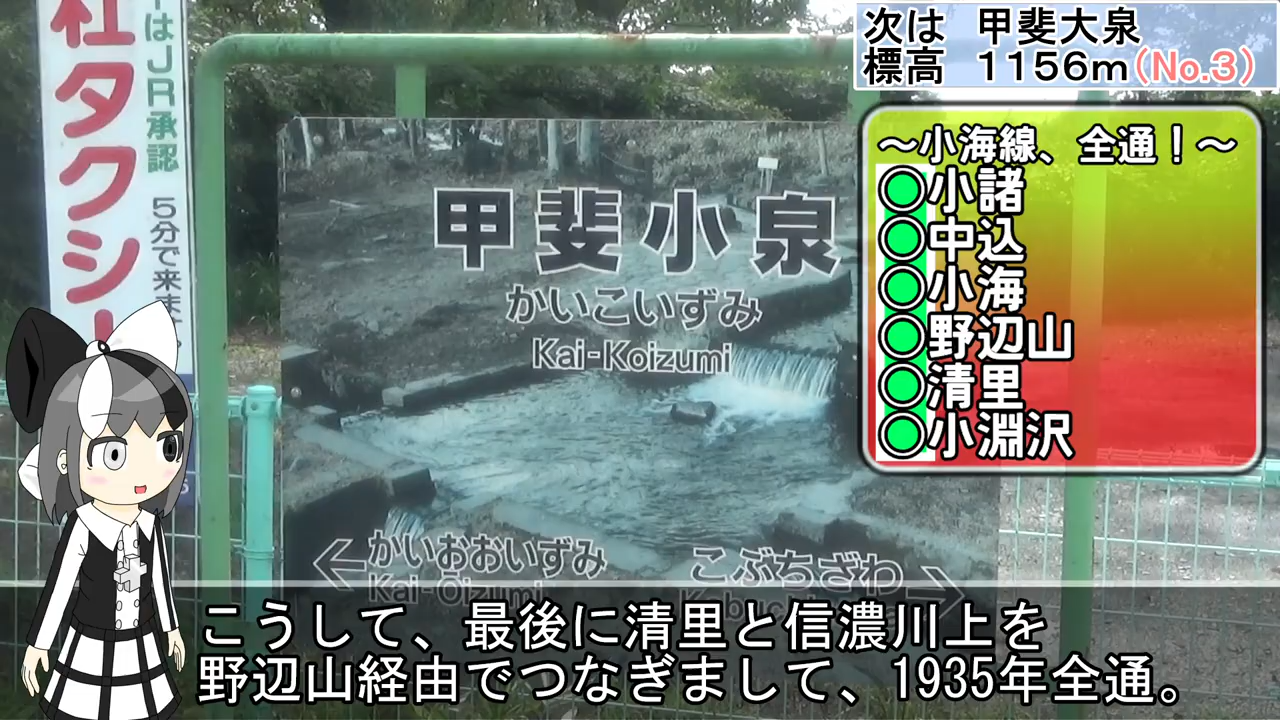 はJR承認
5分で来ま
社タクシー
次は 甲斐大泉
標高 1156m(No.3)
～小海線、全通！～
◯小諸
◯中込
◯小海
◯野辺山
◯清里
◯小淵沢
甲斐小泉
かいこいずみ
Kai-Koizumi
←かいおおいずみ
Kai-Oizumi
こぶちざわ→
こうして、最後に清里と信濃川上を
野辺山経由でつなぎまして、1935年全通。